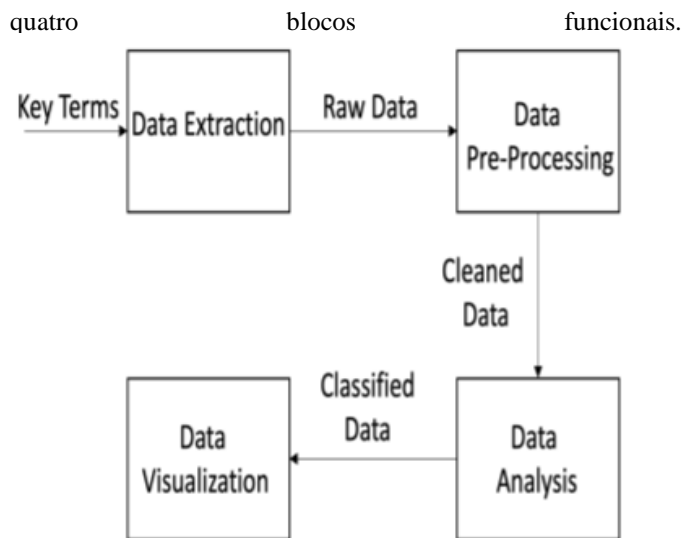 quatro blocos funcionais.
Key Terms
Data Extraction
Raw Data
Data
Pre-Processing
Cleaned
Data
Data
Analysis
Classified
Data
Data
Visualization